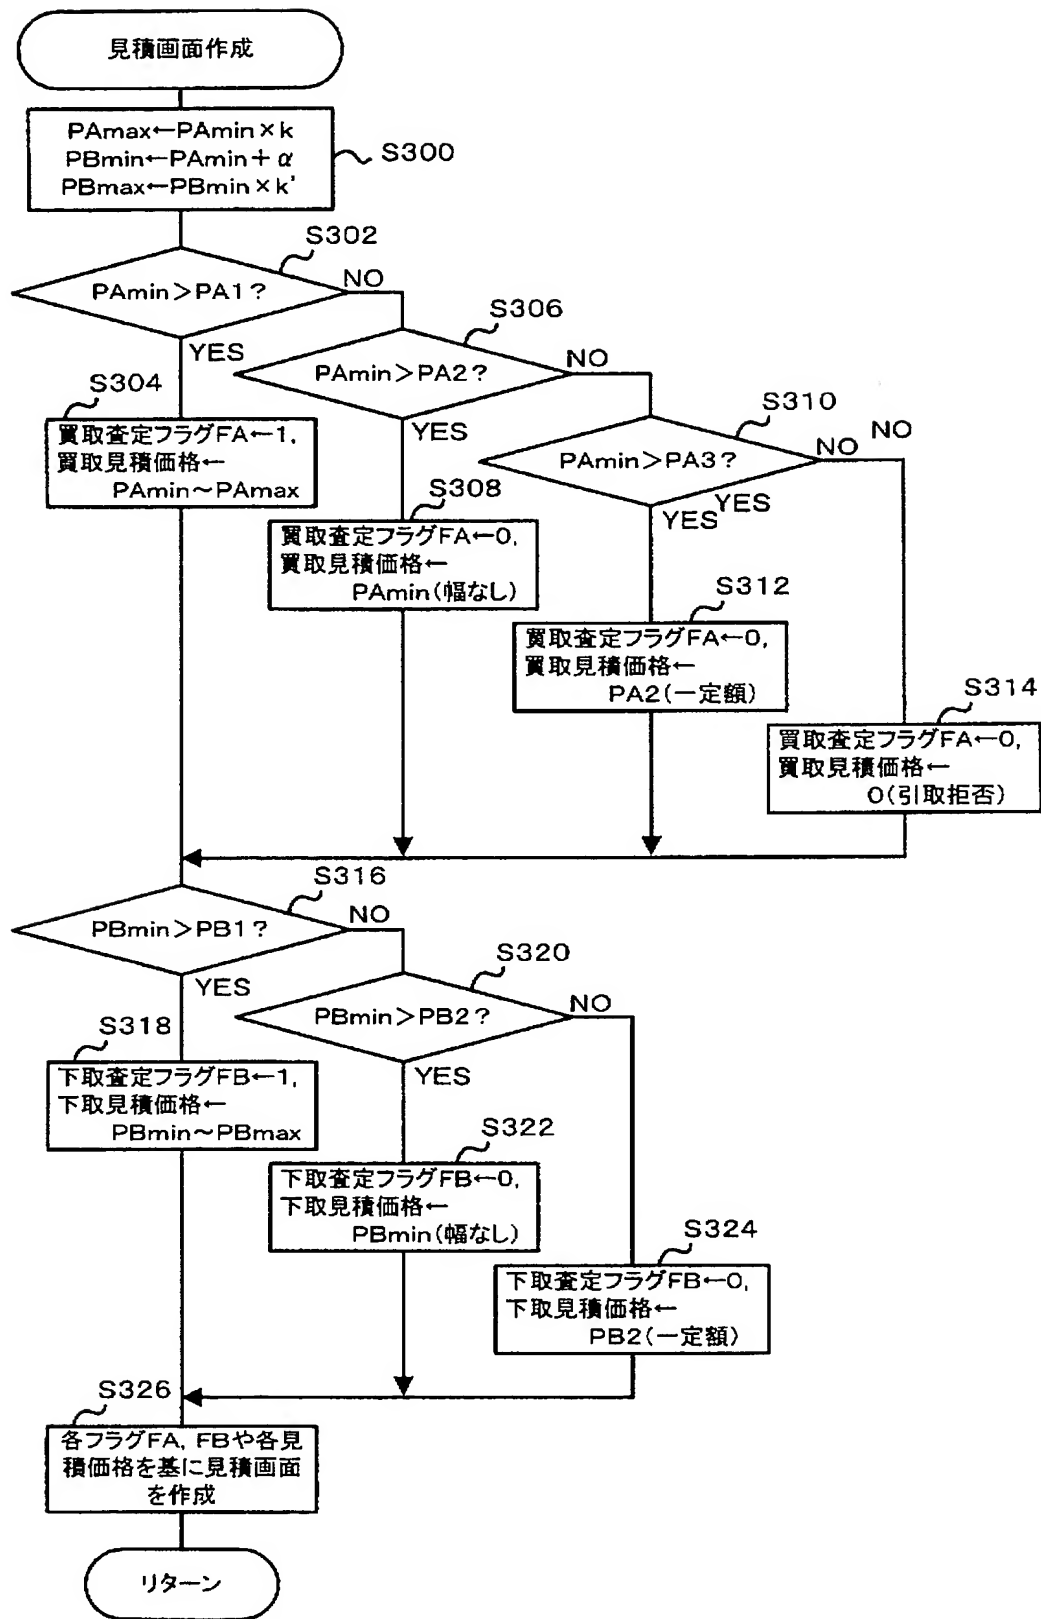 見積画面作成
PAmax←PAmin×k
PBmin←PAmin+α
PBmax←PBmin×k'
S300
S302
PAmin>PA1?
NO
YES
S306
PAmin>PA2?
NO
YES
S304
買取査定フラグFA←1,
買取見積価格←
PAmin~PAmax
S310
PAmin>PA3?
NO
NO
YES
YES
S308
買取査定フラグFA←0,
買取見積価格←
PAmin(幅なし)
S312
買取査定フラグFA←0,
買取見積価格←
PA2(一定額)
S314
買取査定フラグFA←0,
買取見積価格←
0(引取拒否)
S316
PBmin>PB1?
NO
YES
S320
PBmin>PB2?
NO
YES
S318
下取査定フラグFB←1,
下取見積価格←
PBmin~PBmax
S322
下取査定フラグFB←0,
下取見積価格←
PBmin(幅なし)
S324
下取査定フラグFB←0,
下取見積価格←
PB2(一定額)
S326
各フラグFA, FBや各見
積価格を基に見積画面
を作成
リターン